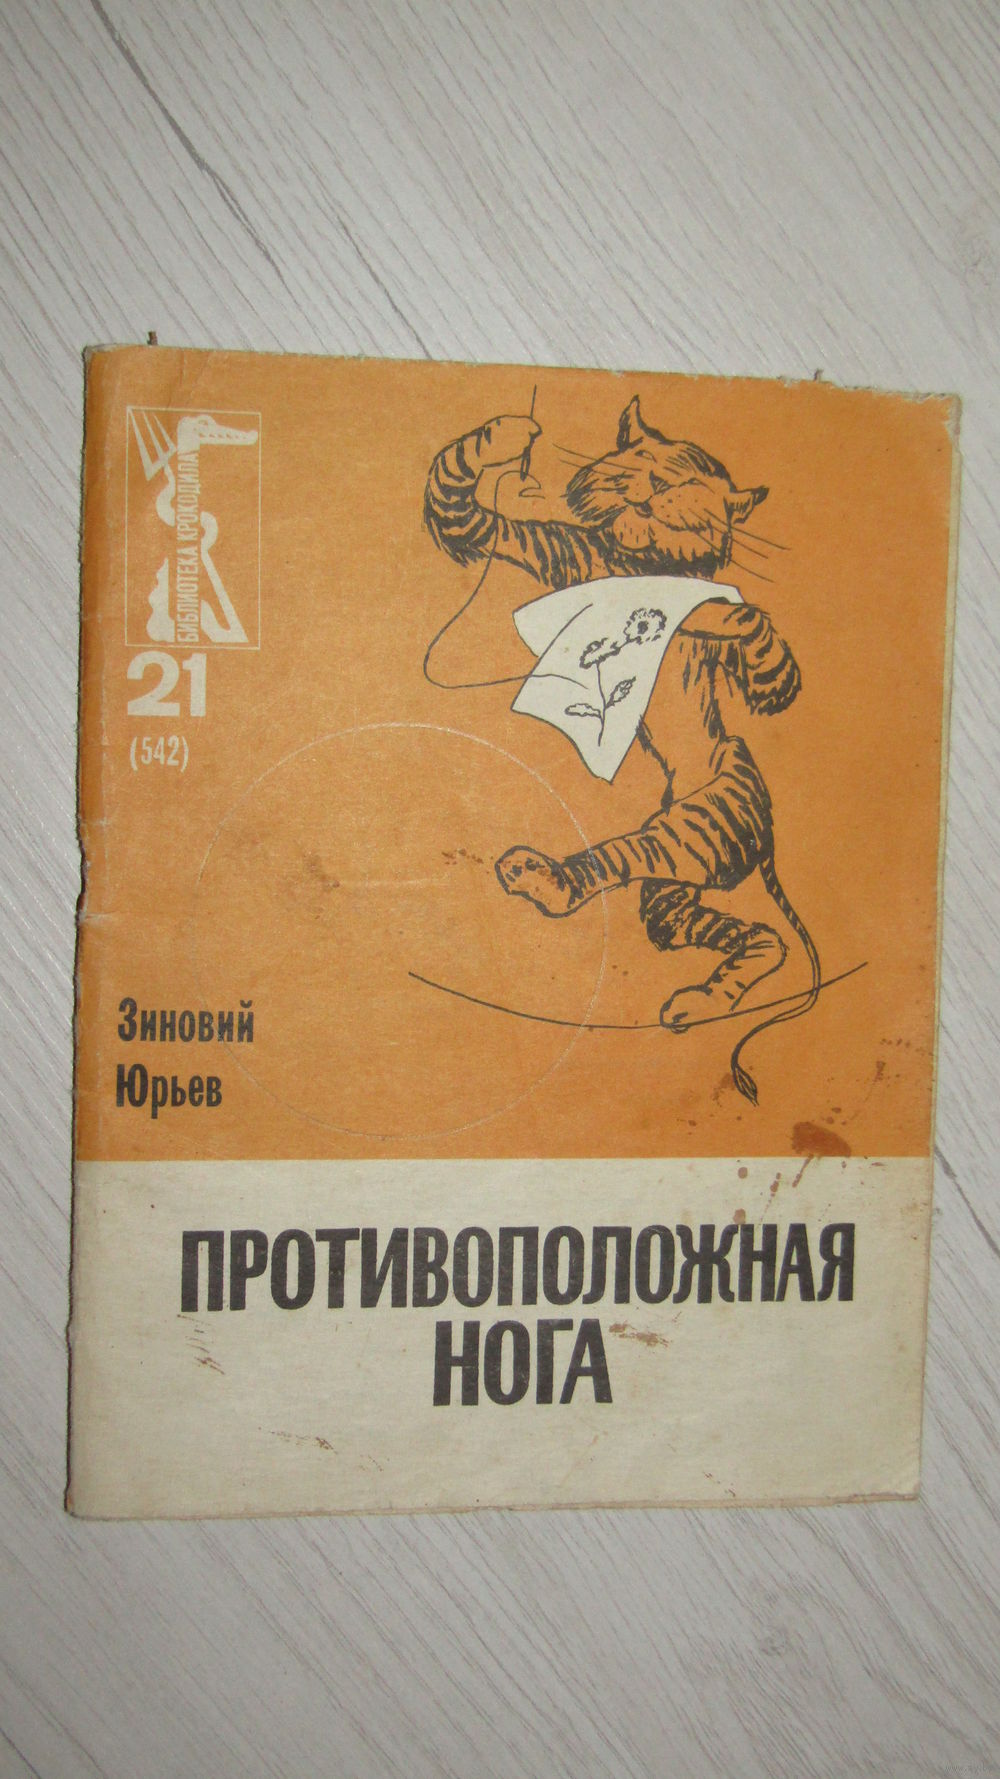 БИБЛИОТЕКА КРОКОДИЛА
21
(542)
Зиновий
Юрьев
ПРОТИВОПОЛОЖНАЯ
НОГА